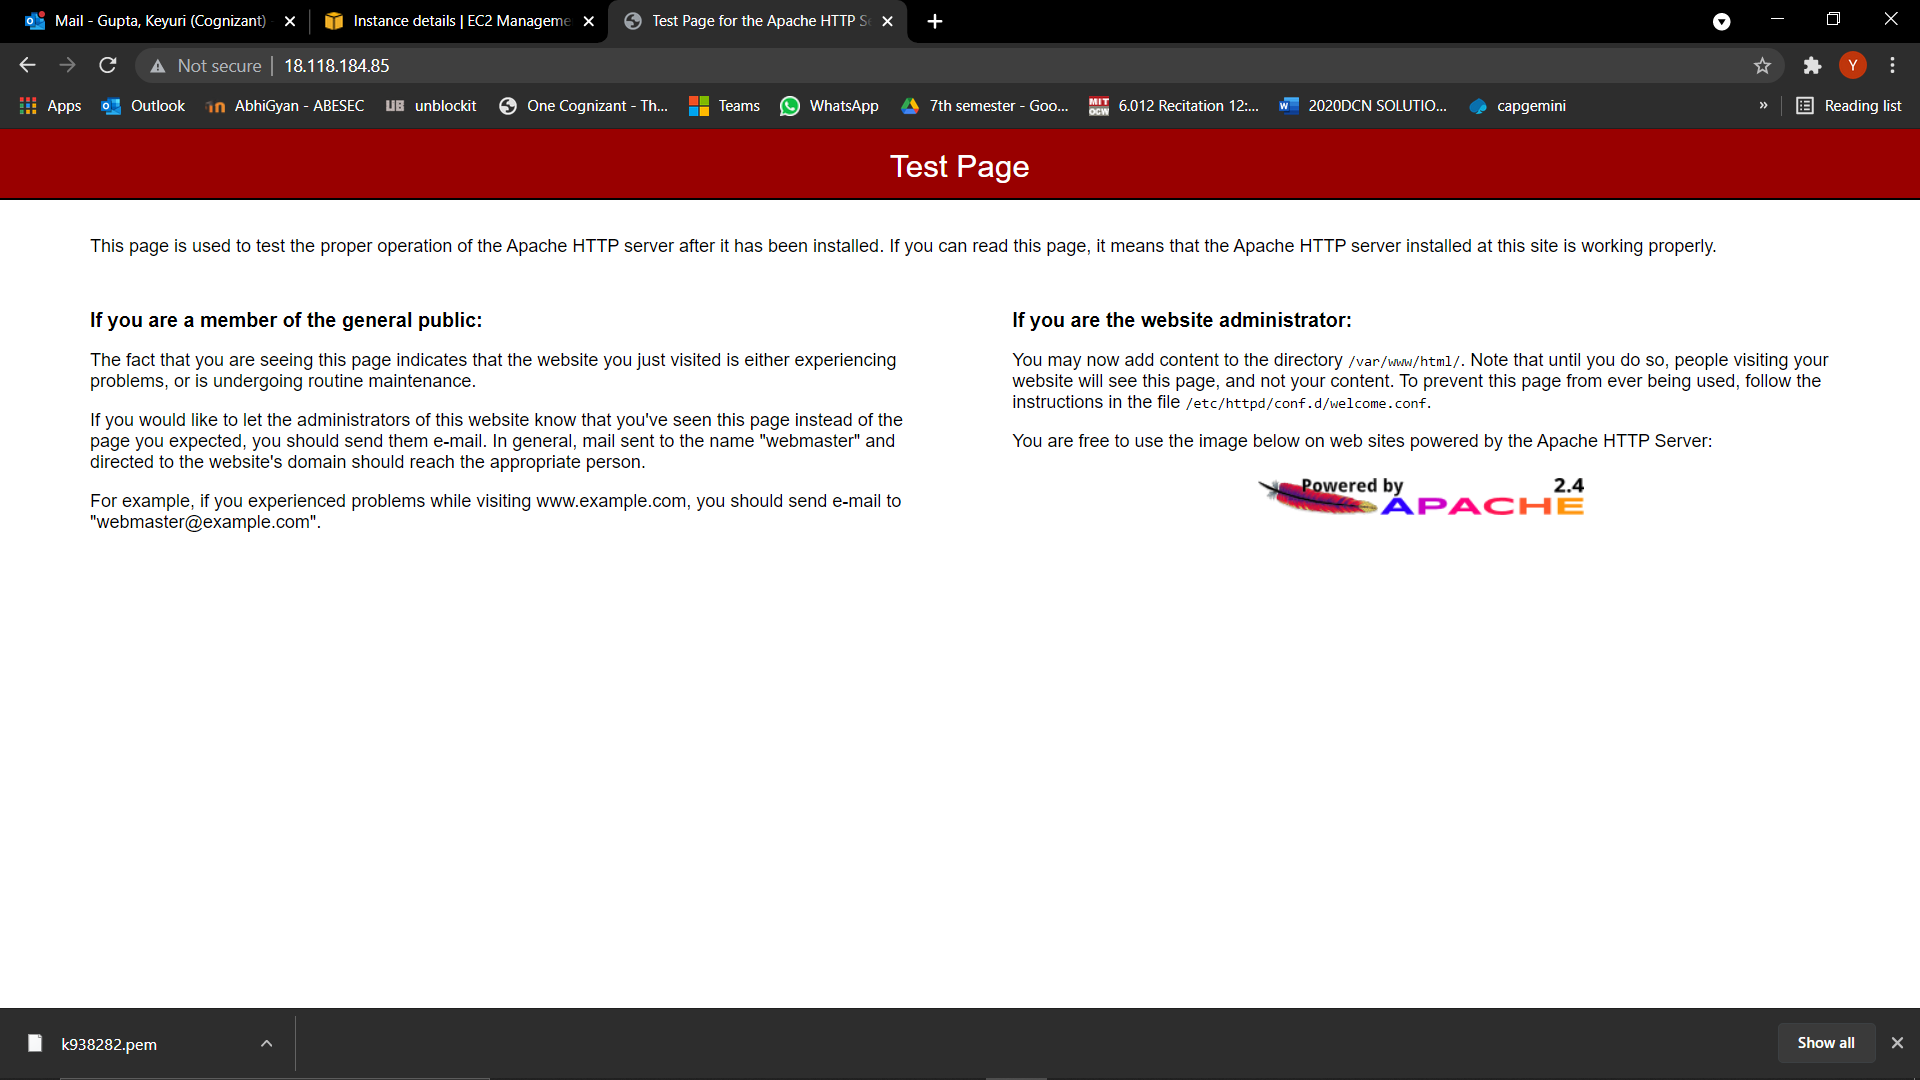 Mail - Gupta, Keyuri (Cognizant)
Instance details | EC2 Manageme
Test Page for the Apache HTTP Se
Not secure
18.118.184.85
Y
Apps
Outlook
AbhiGyan - ABESEC
UB unblockit
One Cognizant - Th...
Teams
WhatsApp
7th semester - Goo...
MIT OCW 6.012 Recitation 12:...
2020DCN SOLUTIO...
capgemini
»
Reading list
Test Page
This page is used to test the proper operation of the Apache HTTP server after it has been installed. If you can read this page, it means that the Apache HTTP server installed at this site is working properly.
If you are a member of the general public:
The fact that you are seeing this page indicates that the website you just visited is either experiencing
problems, or is undergoing routine maintenance.
If you would like to let the administrators of this website know that you've seen this page instead of the
page you expected, you should send them e-mail. In general, mail sent to the name "webmaster" and
directed to the website's domain should reach the appropriate person.
For example, if you experienced problems while visiting www.example.com, you should send e-mail to
"webmaster@example.com".
If you are the website administrator:
You may now add content to the directory /var/www/html/. Note that until you do so, people visiting your
website will see this page, and not your content. To prevent this page from ever being used, follow the
instructions in the file /etc/httpd/conf.d/welcome.conf.
You are free to use the image below on web sites powered by the Apache HTTP Server:
Powered by 2.4
APACHE
k938282.pem
Show all